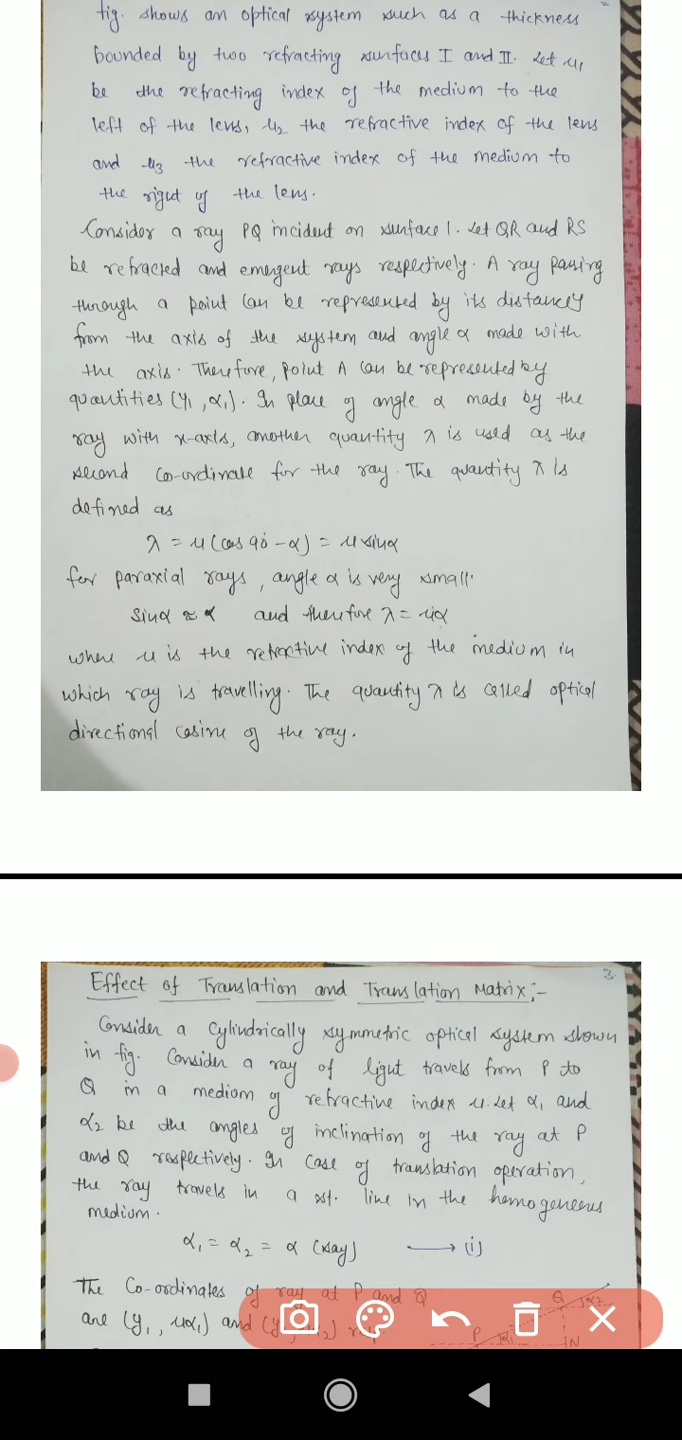 fig. shows an optical system such as a thickness
bounded by two refracting surfaces I and II. Let μ1
be the refracting index of the medium to the
left of the lens, μ2 the refractive index of the lens
and μ3 the refractive index of the medium to
the right of the lens.
Consider a ray PQ incident on surface 1. Let QR and RS
be refracted and emergent rays respectively. A ray passing
through a point can be represented by its distancey
from the axis of the system and angle α made with
the axis. Therefore, point A can be represented by
quantities (y1, α1). In place of angle α made by the
ray with x-axis, another quantity λ is used as the
second co-ordinate for the ray. The quantity λ is
defined as
λ = μ(cos 90 - α) = μ sinα
for paraxial rays, angle α is very small.
sinα ≈ α and therefore λ = μα
where μ is the refractive index of the medium in
which ray is travelling. The quantity λ is called optical
directional cosine of the ray.
3.
Effect of Translation and Translation Matrix:-
Consider a cylindrically symmetric optical system shown
in fig. Consider a ray of light travels from P to
Q in a medium of refractive index μ. Let α1 and
α2 be the angles of inclination of the ray at P
and Q respectively. In case of translation operation,
the ray travels in a st. line in the homogeneous
medium.
α1 = α2 = α (say) ⟶ (i)
The Co-ordinates of ray at P and Q
are (y1, μα1) and
Q α2
P α1 N